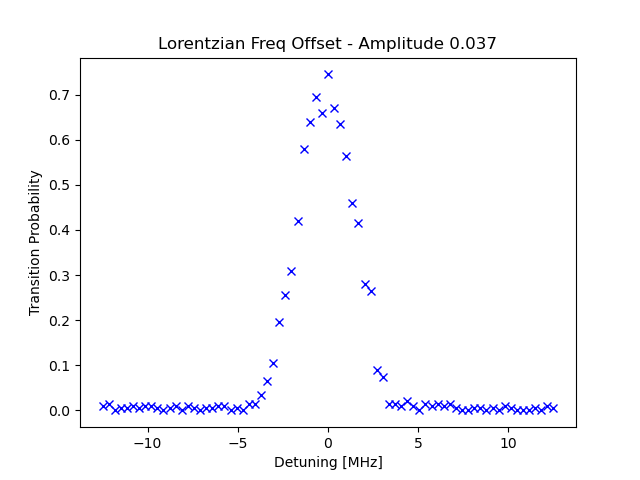 Lorentzian Freq Offset - Amplitude 0.037
0.7
0.6
0.5
0.4
0.3
0.2
0.1
0.0
Transition Probability
−10 −5 0 5 10
Detuning [MHz]